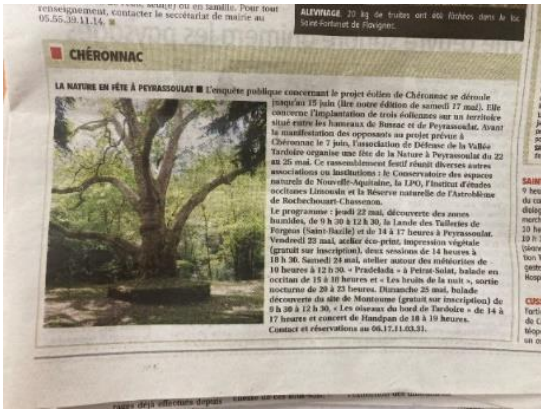 renseignement, contacter le secrétariat de mairie au
05.55.39.11.14.
ALEVINAGE. 20 kg de truites ont été lâchées dans le lac
Saint-Fortunat de Flavignac.
CHÉRONNAC
LA NATURE EN FÊTE À PEYRASSOULAT ■ L'enquête publique concernant le projet éolien de Chéronnac se déroule
jusqu'au 15 juin (lire notre édition de samedi 17 mai). Elle
concerne l'implantation de trois éoliennes sur un territoire
situé entre les hameaux de Bussac et de Peyrassoulat. Avant
la manifestation des opposants au projet prévue à
Chéronnac le 7 juin, l'association de Défense de la Vallée
Tardoire organise une fête de la Nature à Peyrassoulat du 22
au 25 mai. Ce rassemblement festif réunit diverses autres
associations ou institutions : le Conservatoire des espaces
naturels de Nouvelle-Aquitaine, la LPO, l'Institut d'études
occitanes Limousin et la Réserve naturelle de l'Astroblème
de Rochechouart-Chassenon.
Le programme : jeudi 22 mai, découverte des zones
humides, de 9 h 30 à 12 h 30, la Lande des Tuileries de
Forgeas (Saint-Bazile) et de 14 à 17 heures à Peyrassoulat.
Vendredi 23 mai, atelier éco-print, impression végétale
(gratuit sur inscription), deux sessions de 14 heures à
18 h 30. Samedi 24 mai, atelier autour des météorites de
10 heures à 12 h 30. « Pradelada » à Peirat-Solat, balade en
occitan de 15 à 18 heures et « Les bruits de la nuit », sortie
nocturne de 20 à 23 heures. Dimanche 25 mai, balade
découverte du site de Montoume (gratuit sur inscription) de
9 h 30 à 12 h 30, « Les oiseaux du bord de Tardoire » de 14 à
17 heures et concert de Handpan de 18 à 19 heures.
Contact et réservations au 06.17.11.03.31.